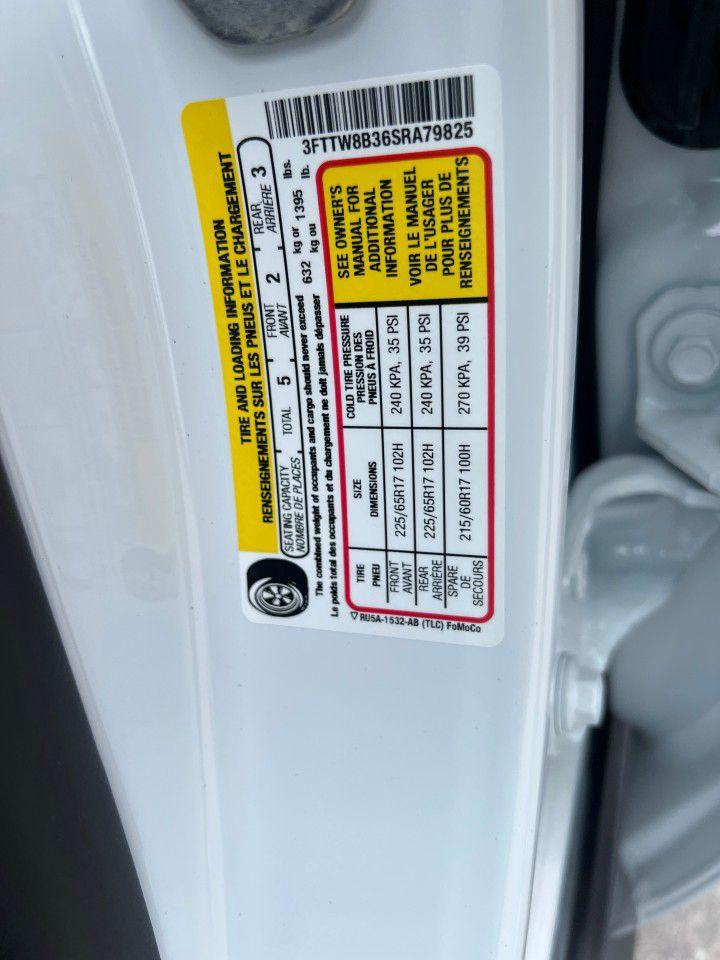 3FTTW8B36SRA79825
TIRE AND LOADING INFORMATION
RENSEIGNEMENTS SUR LES PNEUS ET LE CHARGEMENT
SEATING CAPACITY
NOMBRE DE PLACES
TOTAL 5
FRONT
AVANT 2
REAR
ARRIÈRE 3
The combined weight of occupants and cargo should never exceed 632 kg or 1395 lbs.
Le poids total des occupants et du chargement ne doit jamais dépasser kg ou lb.
TIRE
PNEU
SIZE
DIMENSIONS
COLD TIRE PRESSURE
PRESSION DES
PNEUS À FROID
FRONT
AVANT
225/65R17 102H
240 KPA, 35 PSI
REAR
ARRIÈRE
225/65R17 102H
240 KPA, 35 PSI
SPARE
DE
SECOURS
215/60R17 100H
270 KPA, 39 PSI
SEE OWNER'S
MANUAL FOR
ADDITIONAL
INFORMATION
VOIR LE MANUEL
DE L'USAGER
POUR PLUS DE
RENSEIGNEMENTS
RU5A-1532-AB (TLC) FoMoCo